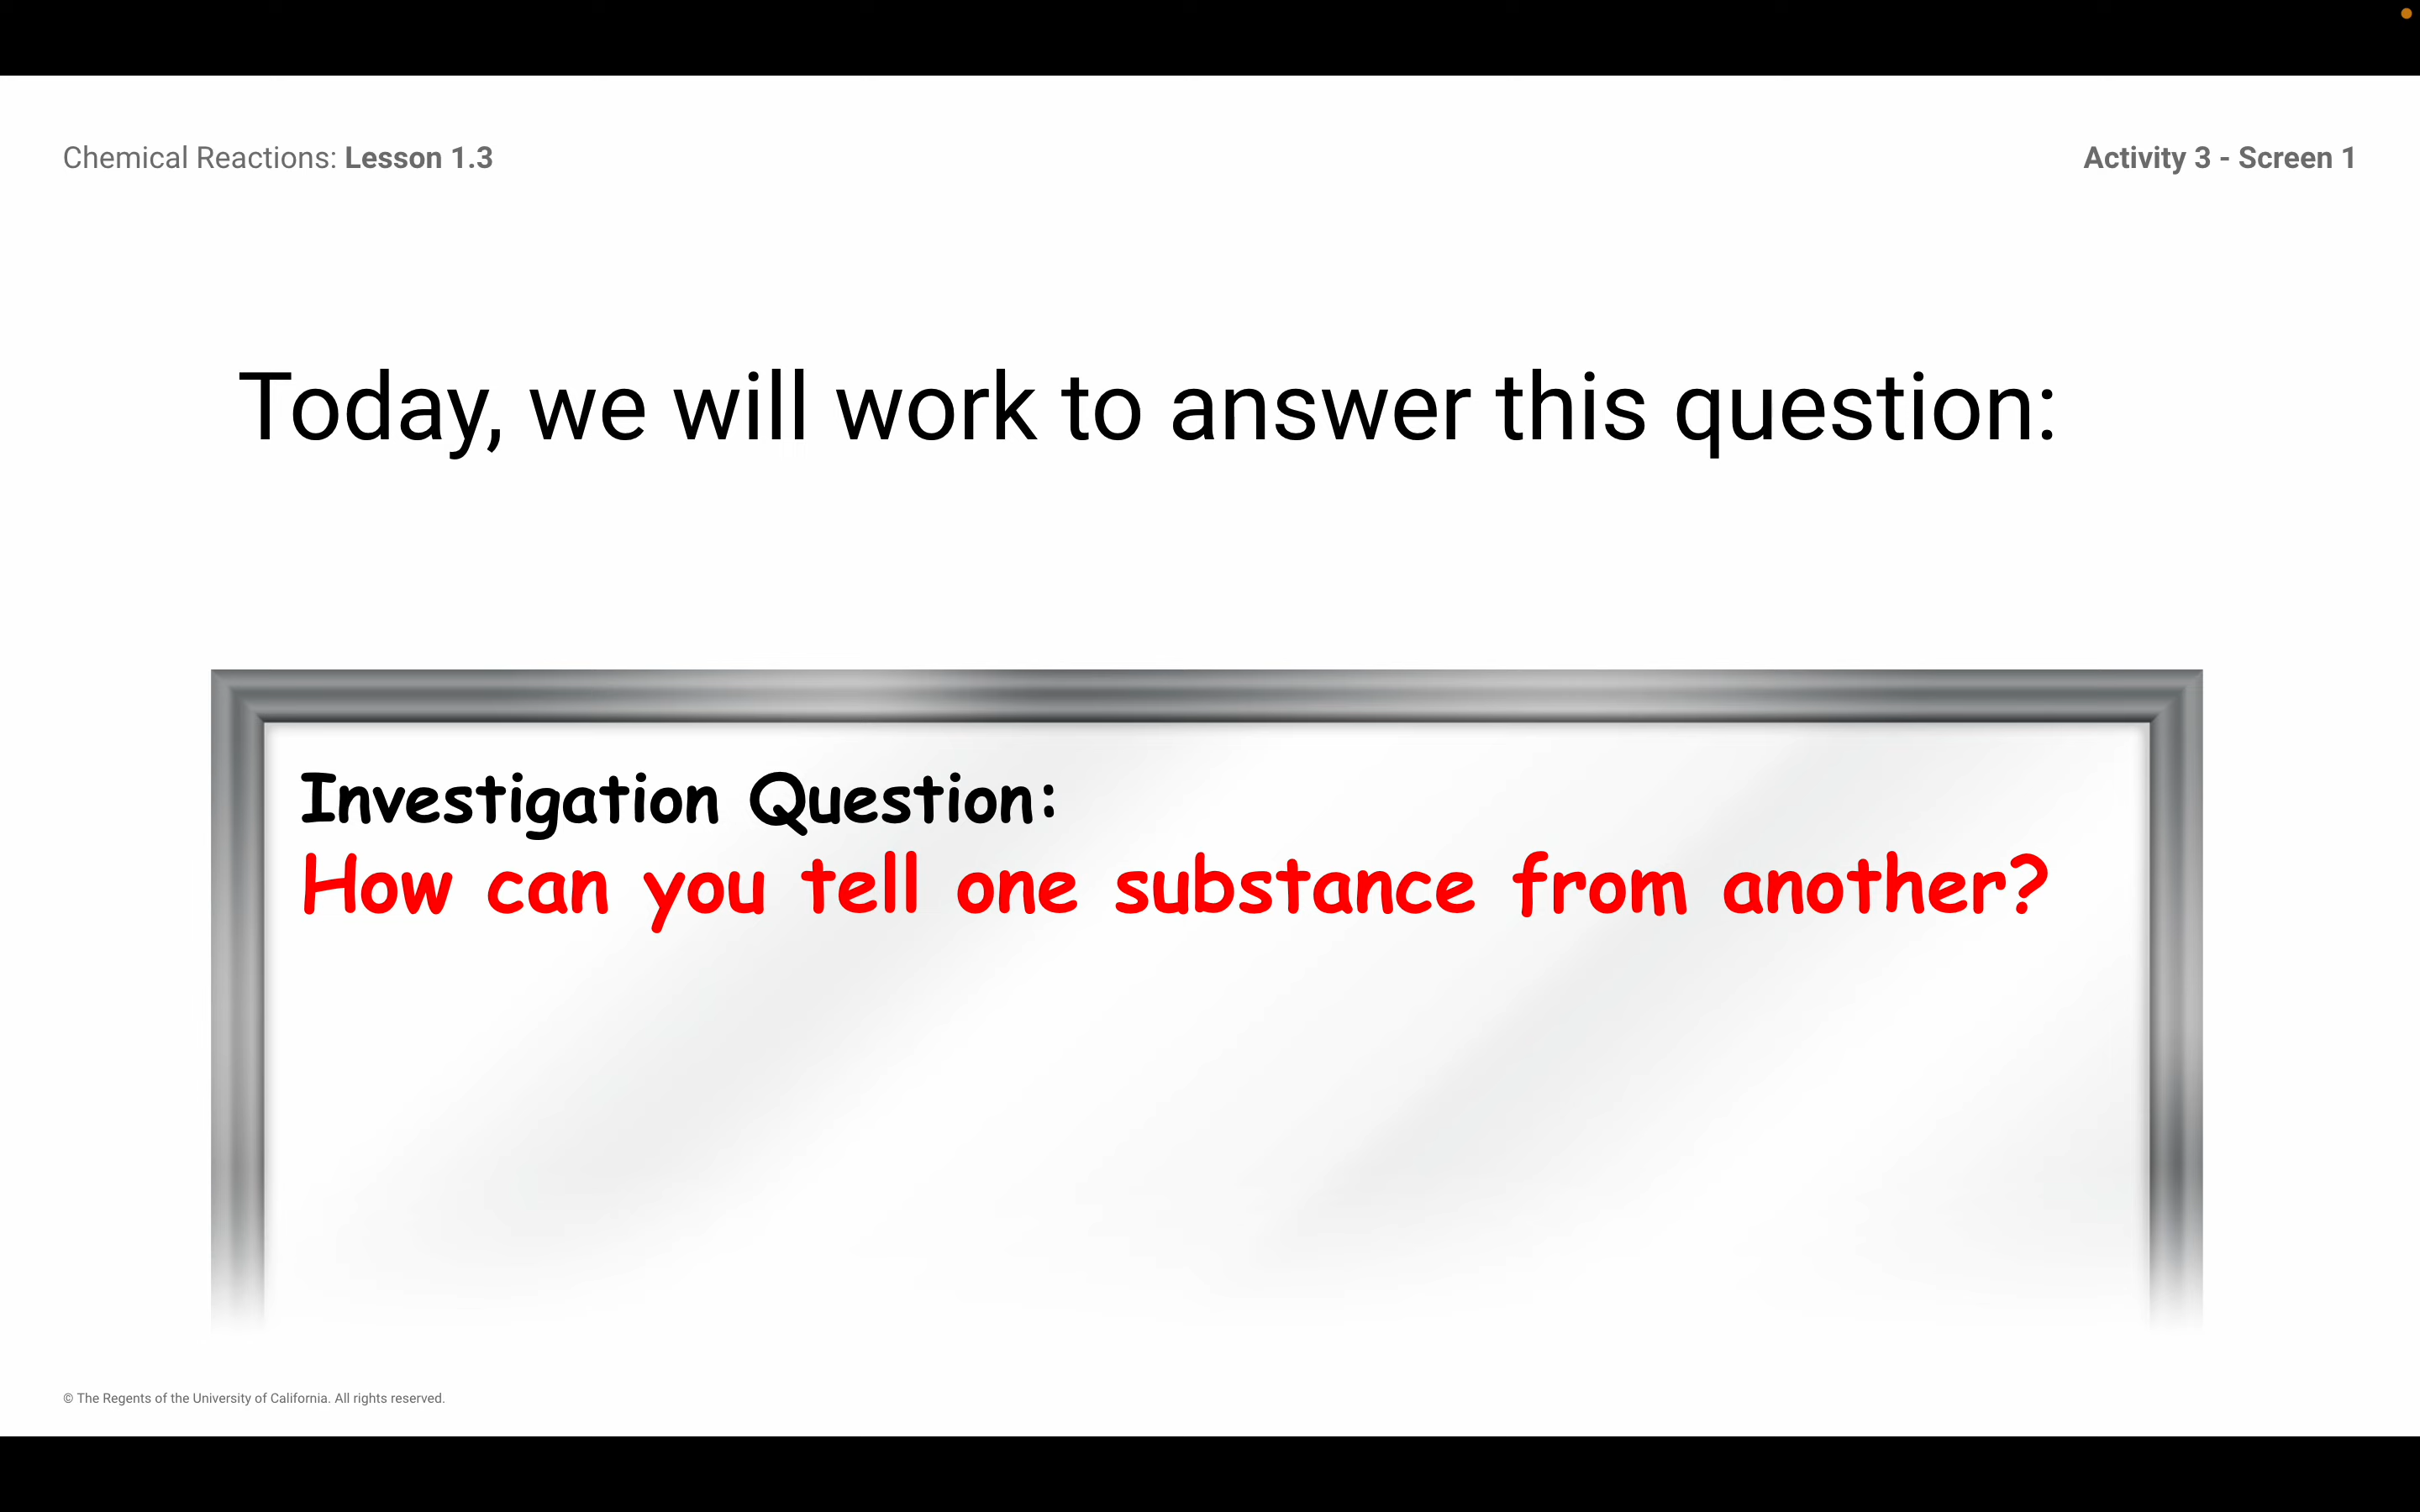 Chemical Reactions: Lesson 1.3
Activity 3 - Screen 1
Today, we will work to answer this question:
Investigation Question:
How can you tell one substance from another?
© The Regents of the University of California. All rights reserved.